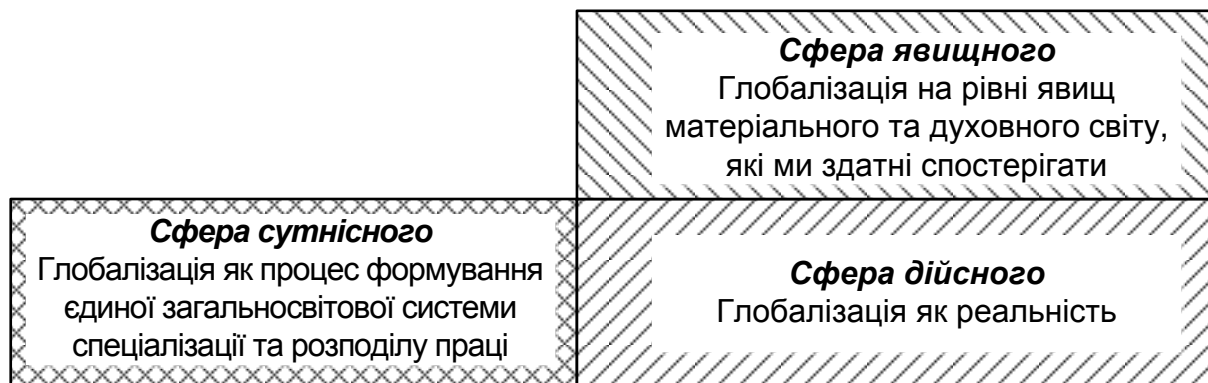 Сфера явищного
Глобалізація на рівні явищ
матеріального та духовного світу,
які ми здатні спостерігати
Сфера сутнісного
Глобалізація як процес формування
єдиної загальносвітової системи
спеціалізації та розподілу праці
Сфера дійсного
Глобалізація як реальність